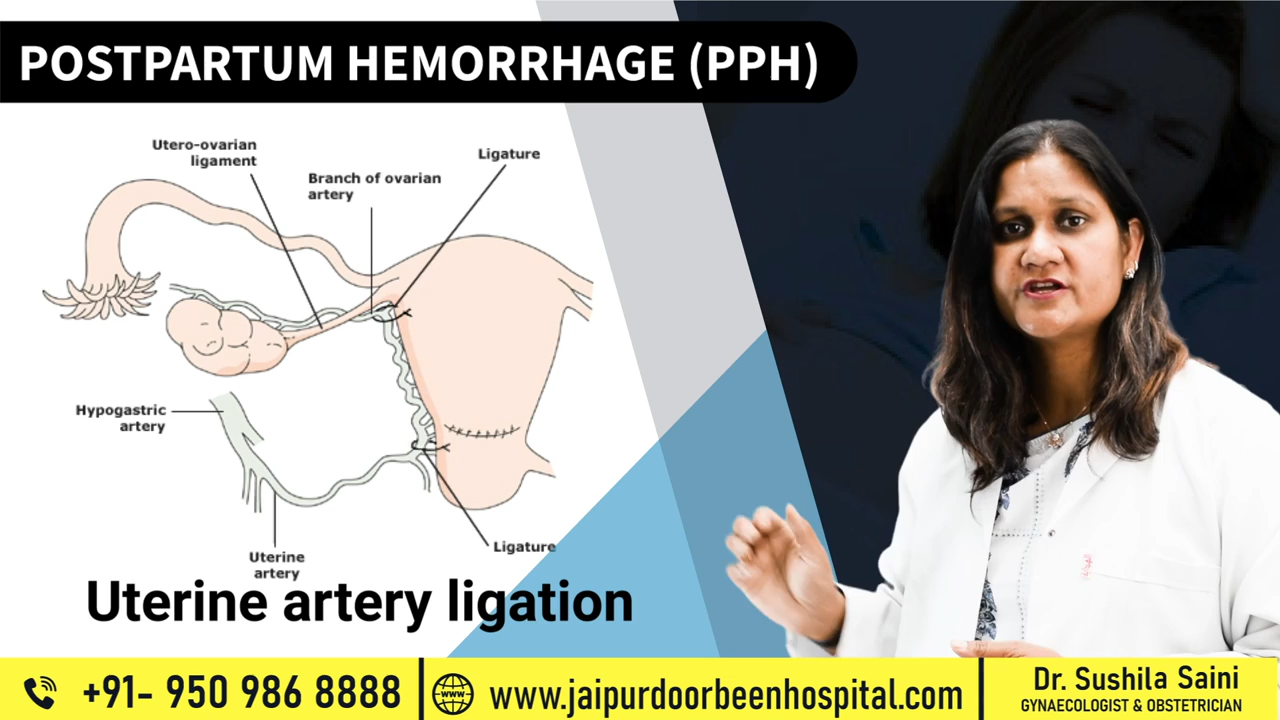 POSTPARTUM HEMORRHAGE (PPH)
Utero-ovarian
ligament
Ligature
Branch of ovarian
artery
Hypogastric
artery
Ligature
Uterine
artery
Uterine artery ligation
+91- 950 986 8888
www
www.jaipurdoorbeenhospital.com
Dr. Sushila Saini
GYNAECOLOGIST & OBSTETRICIAN